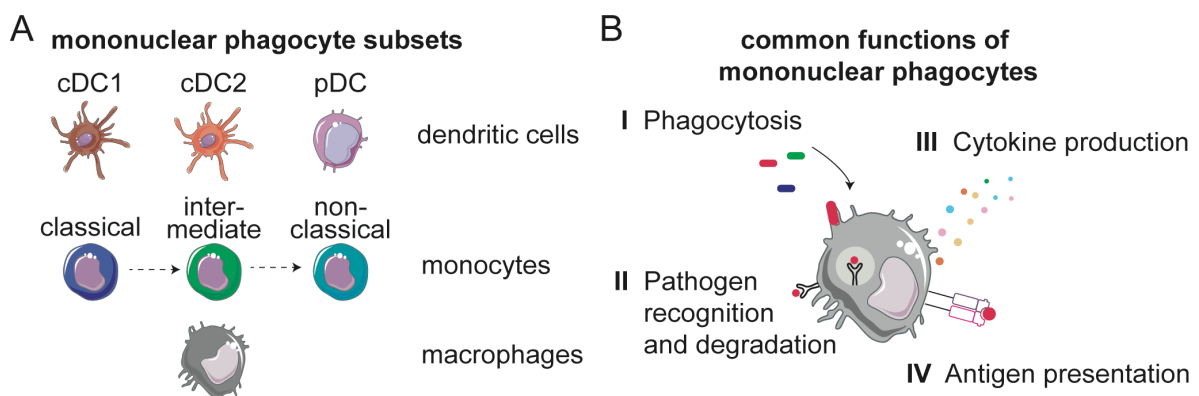 A
mononuclear phagocyte subsets
cDC1
cDC2
pDC
dendritic cells
classical
inter-
mediate
non-
classical
monocytes
macrophages
B
common functions of
mononuclear phagocytes
I Phagocytosis
III Cytokine production
II Pathogen
recognition
and degradation
IV Antigen presentation